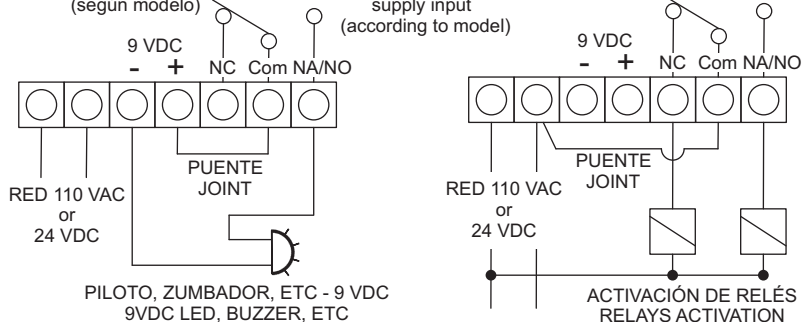 (según modelo)
supply input
(according to model)
9 VDC
- + NC Com NA/NO
PUENTE
JOINT
RED 110 VAC
or
24 VDC
PILOTO, ZUMBADOR, ETC - 9 VDC
9VDC LED, BUZZER, ETC
9 VDC
- + NC Com NA/NO
PUENTE
JOINT
RED 110 VAC
or
24 VDC
ACTIVACIÓN DE RELÉS
RELAYS ACTIVATION